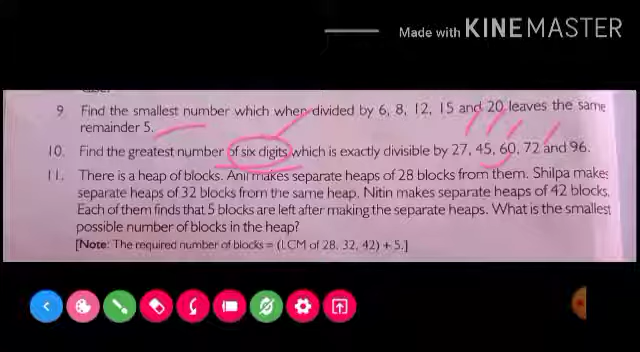 Made with KINEMASTER
9 Find the smallest number which when divided by 6, 8, 12, 15 and 20 leaves the same
remainder 5.
10. Find the greatest number of six digits which is exactly divisible by 27, 45, 60, 72 and 96.
11. There is a heap of blocks. Anil makes separate heaps of 28 blocks from them. Shilpa makes
separate heaps of 32 blocks from the same heap. Nitin makes separate heaps of 42 blocks.
Each of them finds that 5 blocks are left after making the separate heaps. What is the smallest
possible number of blocks in the heap?
[Note: The required number of blocks = (LCM of 28, 32, 42) + 5.]